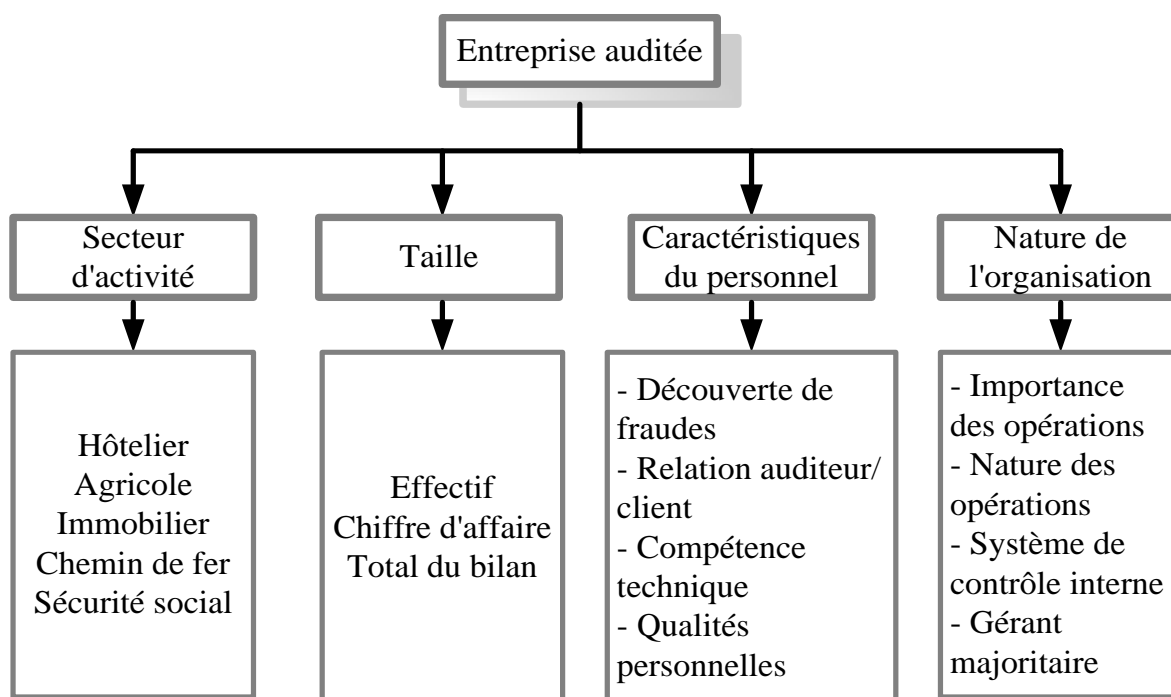 Entreprise auditée
Secteur
d'activité
Taille
Caractéristiques
du personnel
Nature de
l'organisation
Hôtelier
Agricole
Immobilier
Chemin de fer
Sécurité social
Effectif
Chiffre d'affaire
Total du bilan
- Découverte de
fraudes
- Relation auditeur/
client
- Compétence
technique
- Qualités
personnelles
- Importance
des opérations
- Nature des
opérations
- Système de
contrôle interne
- Gérant
majoritaire